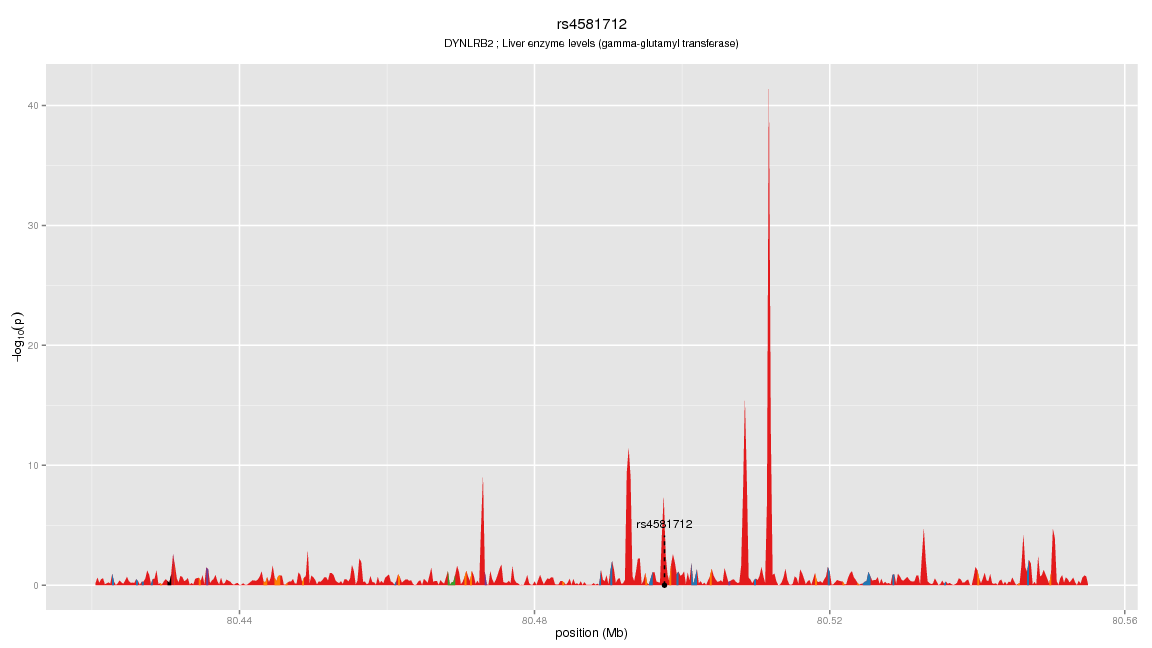 rs4581712
DYNLRB2 ; Liver enzyme levels (gamma-glutamyl transferase)
40
30
20
10
0
−log10(p)
rs4581712
80.44
80.48
80.52
80.56
position (Mb)